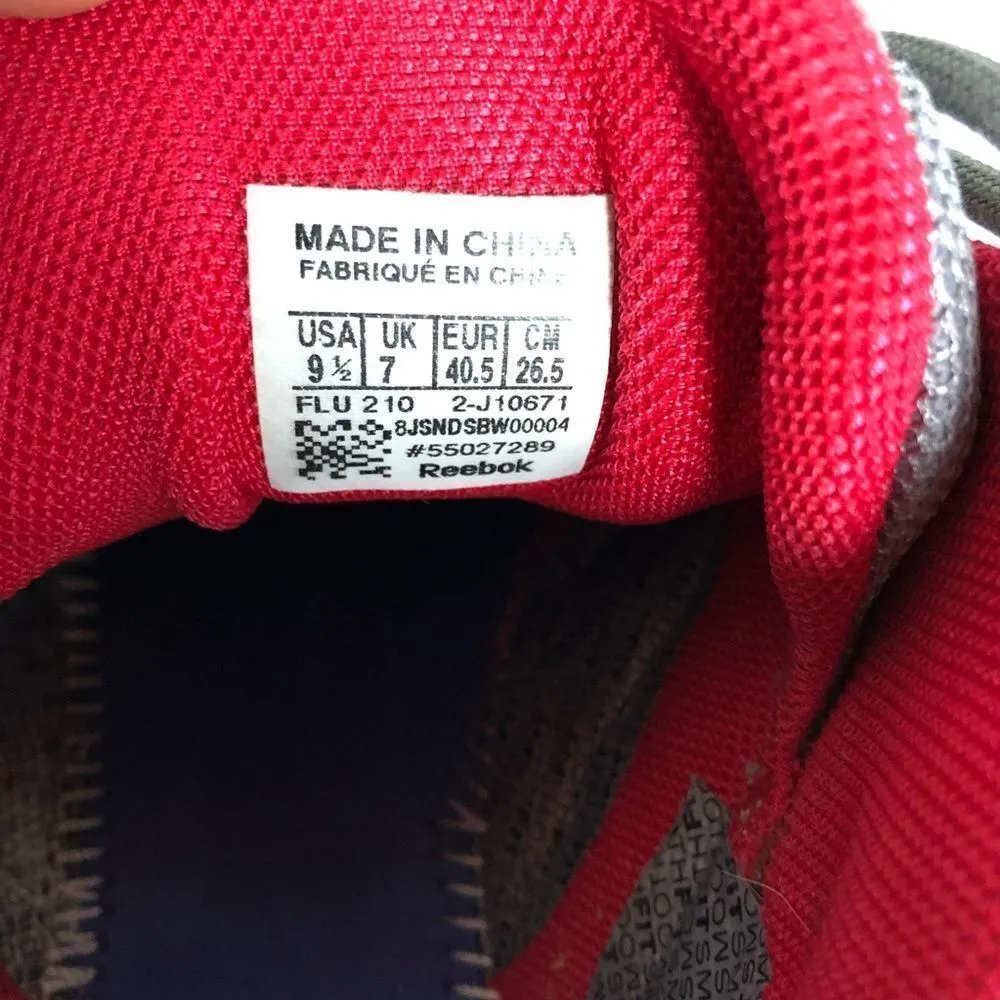 MADE IN CHINA
FABRIQUÉ EN CHINE
USA UK EUR CM
9 ½ 7 40.5 26.5
FLU 210 2-J10671
8JSNDSBW00004
#55027289
Reebok